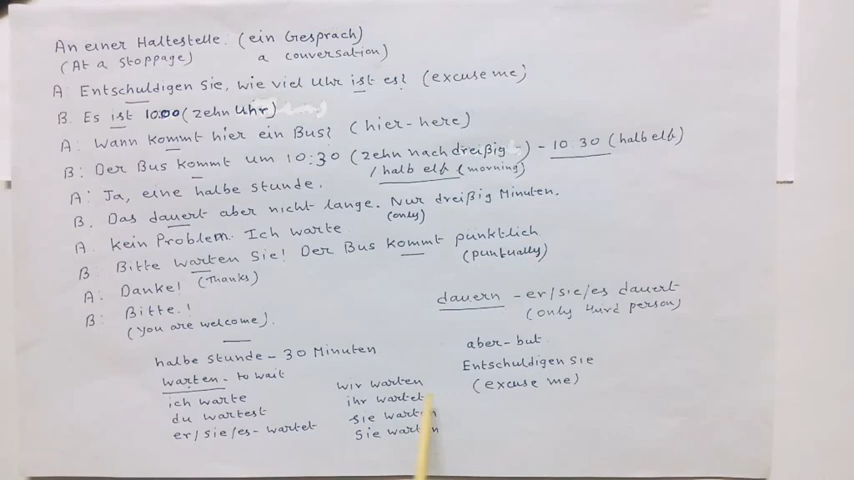 An einer Haltestelle. (ein Gesprach)
(At a stoppage) a conversation)
A: Entschuldigen Sie, wie viel Uhr ist es? (excuse me)
B. Es ist 10.00 (zehn Uhr)
A: Wann kommt hier ein Bus? (hier-here)
B: Der Bus kommt um 10:30 (zehn nach dreißig) - 10.30 (halb elf)
/halb elf (morning)
A: Ja, eine halbe Stunde.
B. Das dauert aber nicht lange. Nur dreißig Minuten.
(only)
A. Kein Problem. Ich warte
B: Bitte warten Sie! Der Bus kommt punktlich
(punctually)
A: Danke! (Thanks)
B: Bitte.!
(You are welcome).
dauern - er/sie/es dauert
(only person)
halbe Stunde - 30 Minuten
warten - to wait
ich warte
du wartest
er/sie/es- wartet
wir warten
ihr wartet
sie warten
Sie warten
aber-but
Entschuldigen Sie
(excuse me)